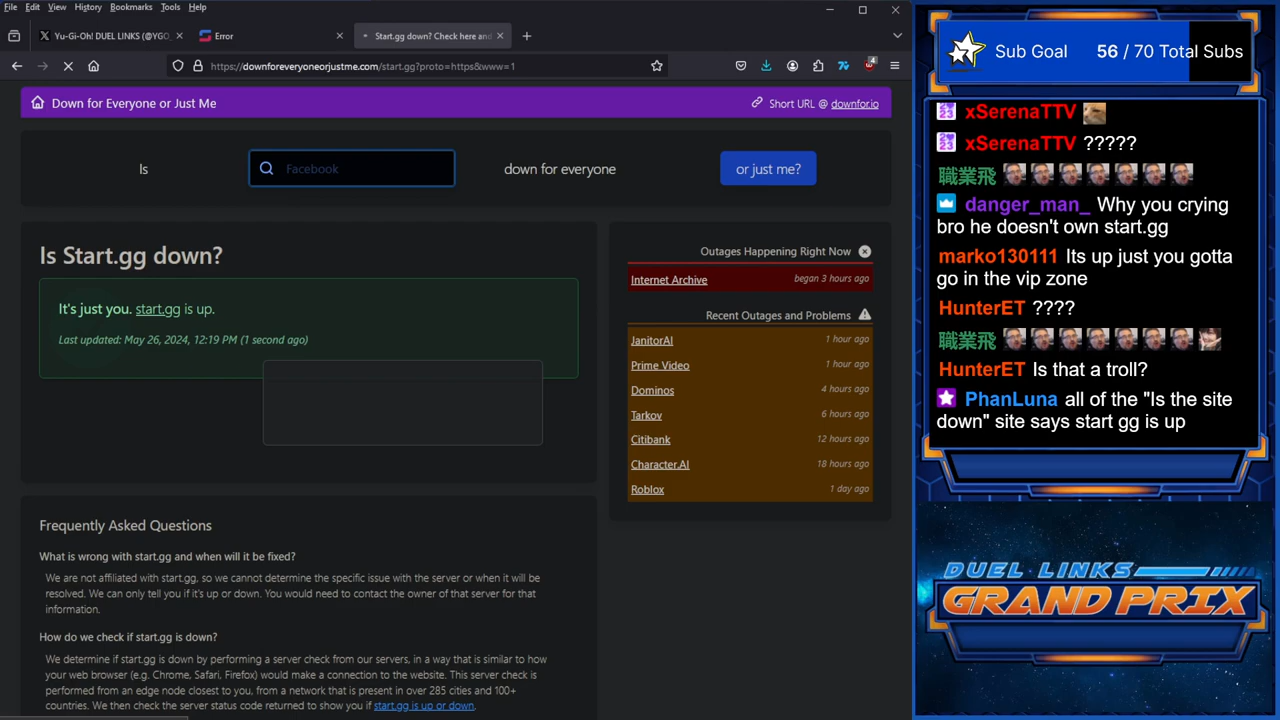 File Edit View History Bookmarks Tools Help
Yu-Gi-Oh! DUEL LINKS (@YGO_
Error
Start.gg down? Check here and
https://downforeveryoneorjustme.com/start.gg?proto=https&www=1
4
Down for Everyone or Just Me
Short URL @ downfor.io
Is
Facebook
down for everyone
or just me?
Is Start.gg down?
It's just you. start.gg is up.
Last updated: May 26, 2024, 12:19 PM (1 second ago)
Outages Happening Right Now
Internet Archive began 3 hours ago
Recent Outages and Problems
JanitorAI 1 hour ago
Prime Video 1 hour ago
Dominos 4 hours ago
Tarkov 6 hours ago
Citibank 12 hours ago
Character.AI 18 hours ago
Roblox 1 day ago
Frequently Asked Questions
What is wrong with start.gg and when will it be fixed?
We are not affiliated with start.gg, so we cannot determine the specific issue with the server or when it will be
resolved. We can only tell you if it's up or down. You would need to contact the owner of that server for that
information.
How do we check if start.gg is down?
We determine if start.gg is down by performing a server check from our servers, in a way that is similar to how
your web browser (e.g. Chrome, Safari, Firefox) would make a connection to the website. This server check is
performed from an edge node closest to you, from a network that is present in over 285 cities and 100+
countries. We then check the server status code returned to show you if start.gg is up or down.
Sub Goal 56 / 70 Total Subs
xSerenaTTV
xSerenaTTV ?????
職業飛
danger_man_ Why you crying
bro he doesn't own start.gg
marko130111 Its up just you gotta
go in the vip zone
HunterET ????
職業飛
HunterET Is that a troll?
PhanLuna all of the "Is the site
down" site says start gg is up
DUEL LINKS
GRAND PRIX